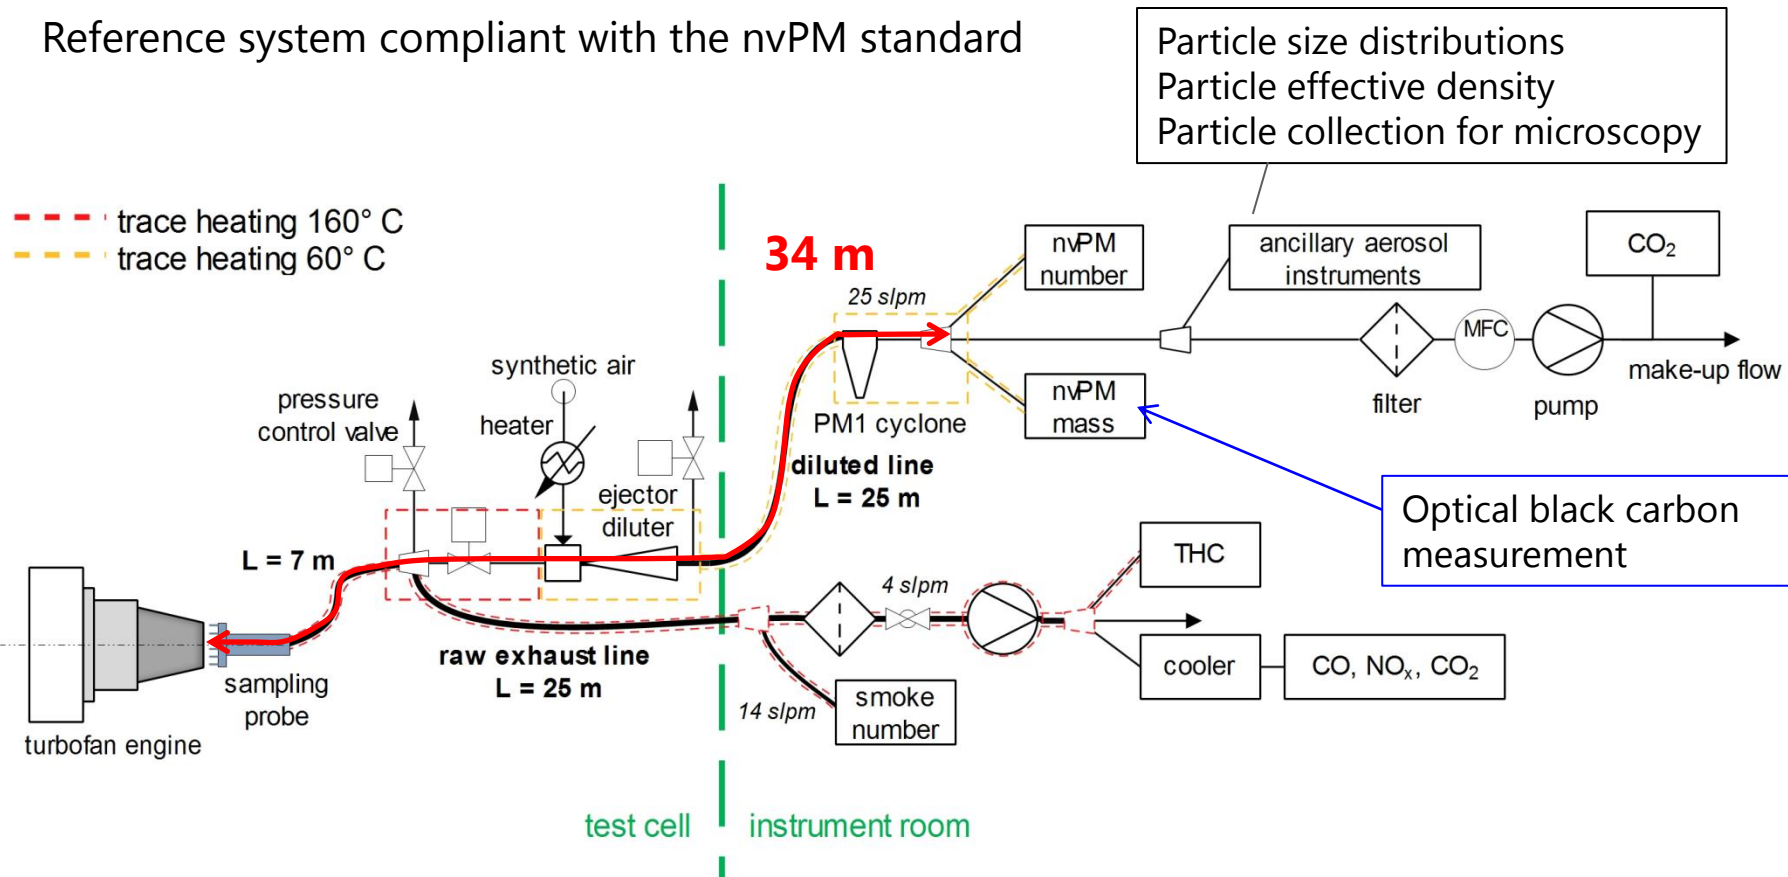 Reference system compliant with the nvPM standard
Particle size distributions
Particle effective density
Particle collection for microscopy
trace heating 160° C
trace heating 60° C
34 m
25 slpm
nvPM
number
ancillary aerosol
instruments
CO₂
MFC
make-up flow
filter
pump
nvPM
mass
PM1 cyclone
diluted line
L = 25 m
synthetic air
heater
pressure
control valve
ejector
diluter
L = 7 m
Optical black carbon
measurement
THC
4 slpm
cooler
CO, NOₓ, CO₂
raw exhaust line
L = 25 m
14 slpm
smoke
number
sampling
probe
turbofan engine
test cell
instrument room